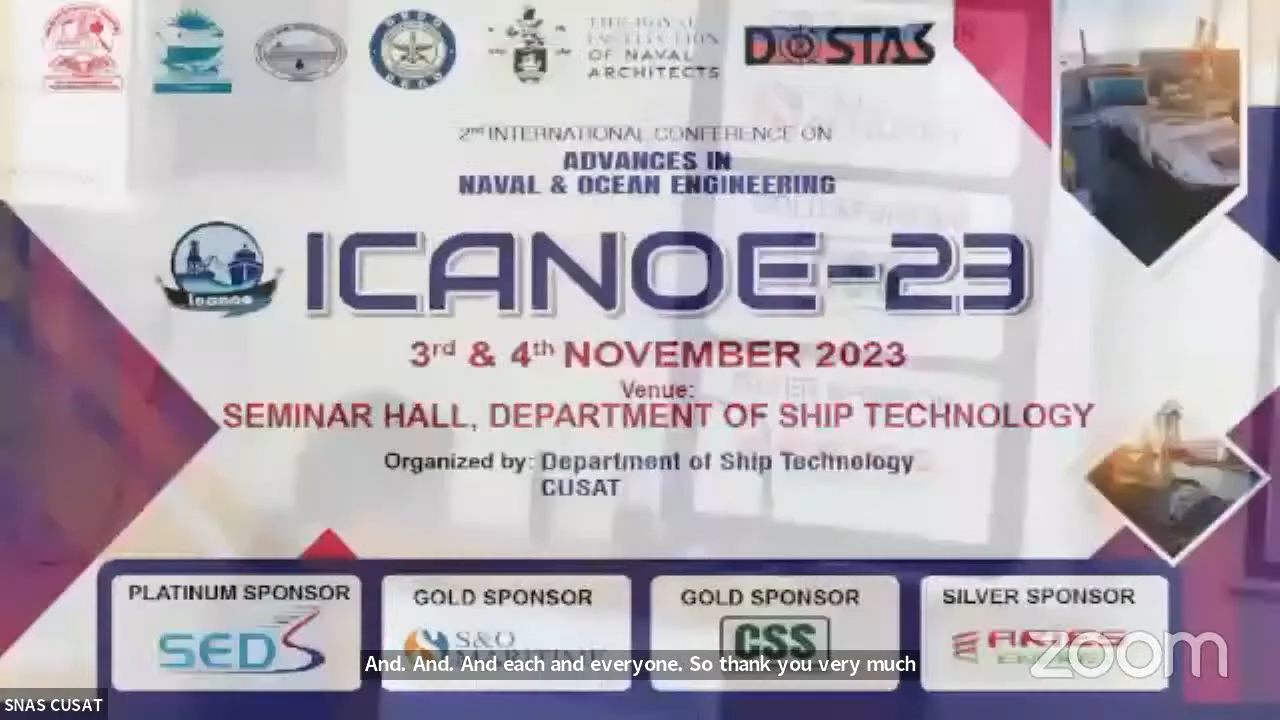 THE ROYAL
INSTITUTION
OF NAVAL
ARCHITECTS
DOSTAS
2nd INTERNATIONAL CONFERENCE ON
ADVANCES IN
NAVAL & OCEAN ENGINEERING
Icanoe
ICANOE-23
3rd & 4th NOVEMBER 2023
Venue:
SEMINAR HALL, DEPARTMENT OF SHIP TECHNOLOGY
Organized by: Department of Ship Technology
CUSAT
PLATINUM SPONSOR
SEDS
GOLD SPONSOR
S&O
GOLD SPONSOR
CSS
SILVER SPONSOR
ARIES
zoom
And. And. And each and everyone. So thank you very much
SNAS CUSAT